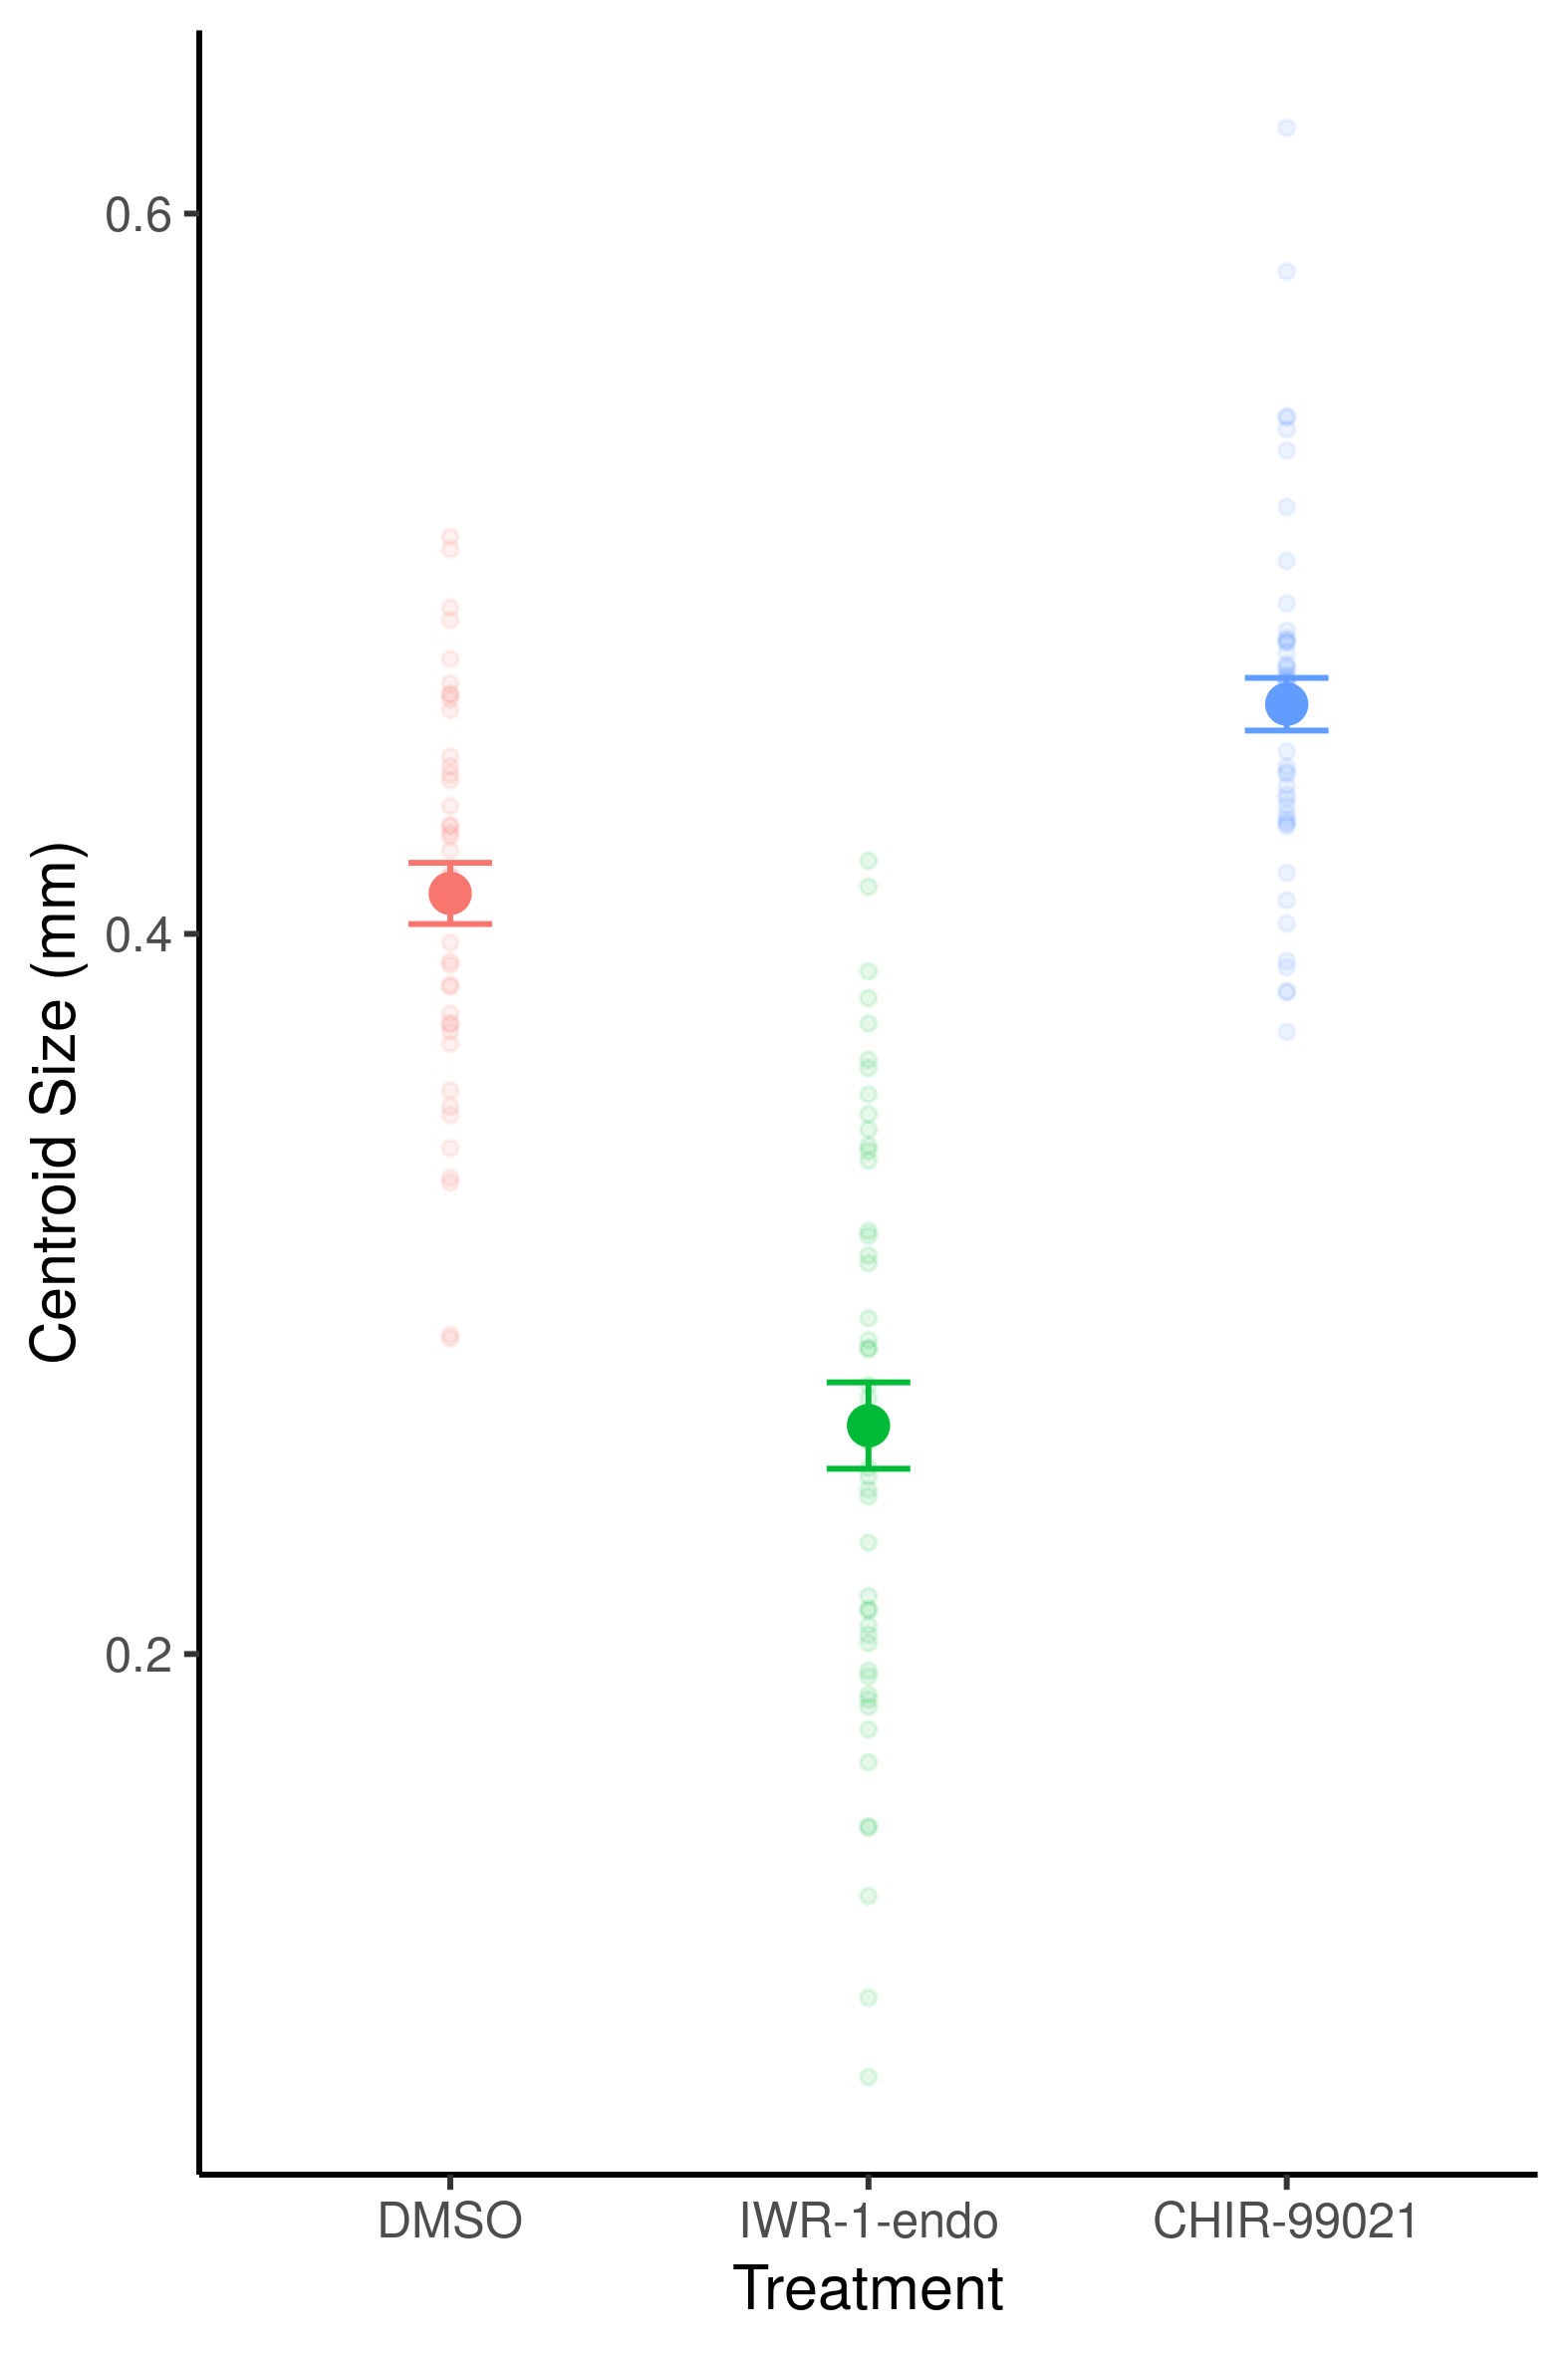 Centroid Size (mm)
0.6
0.4
0.2
DMSO IWR-1-endo CHIR-99021
Treatment